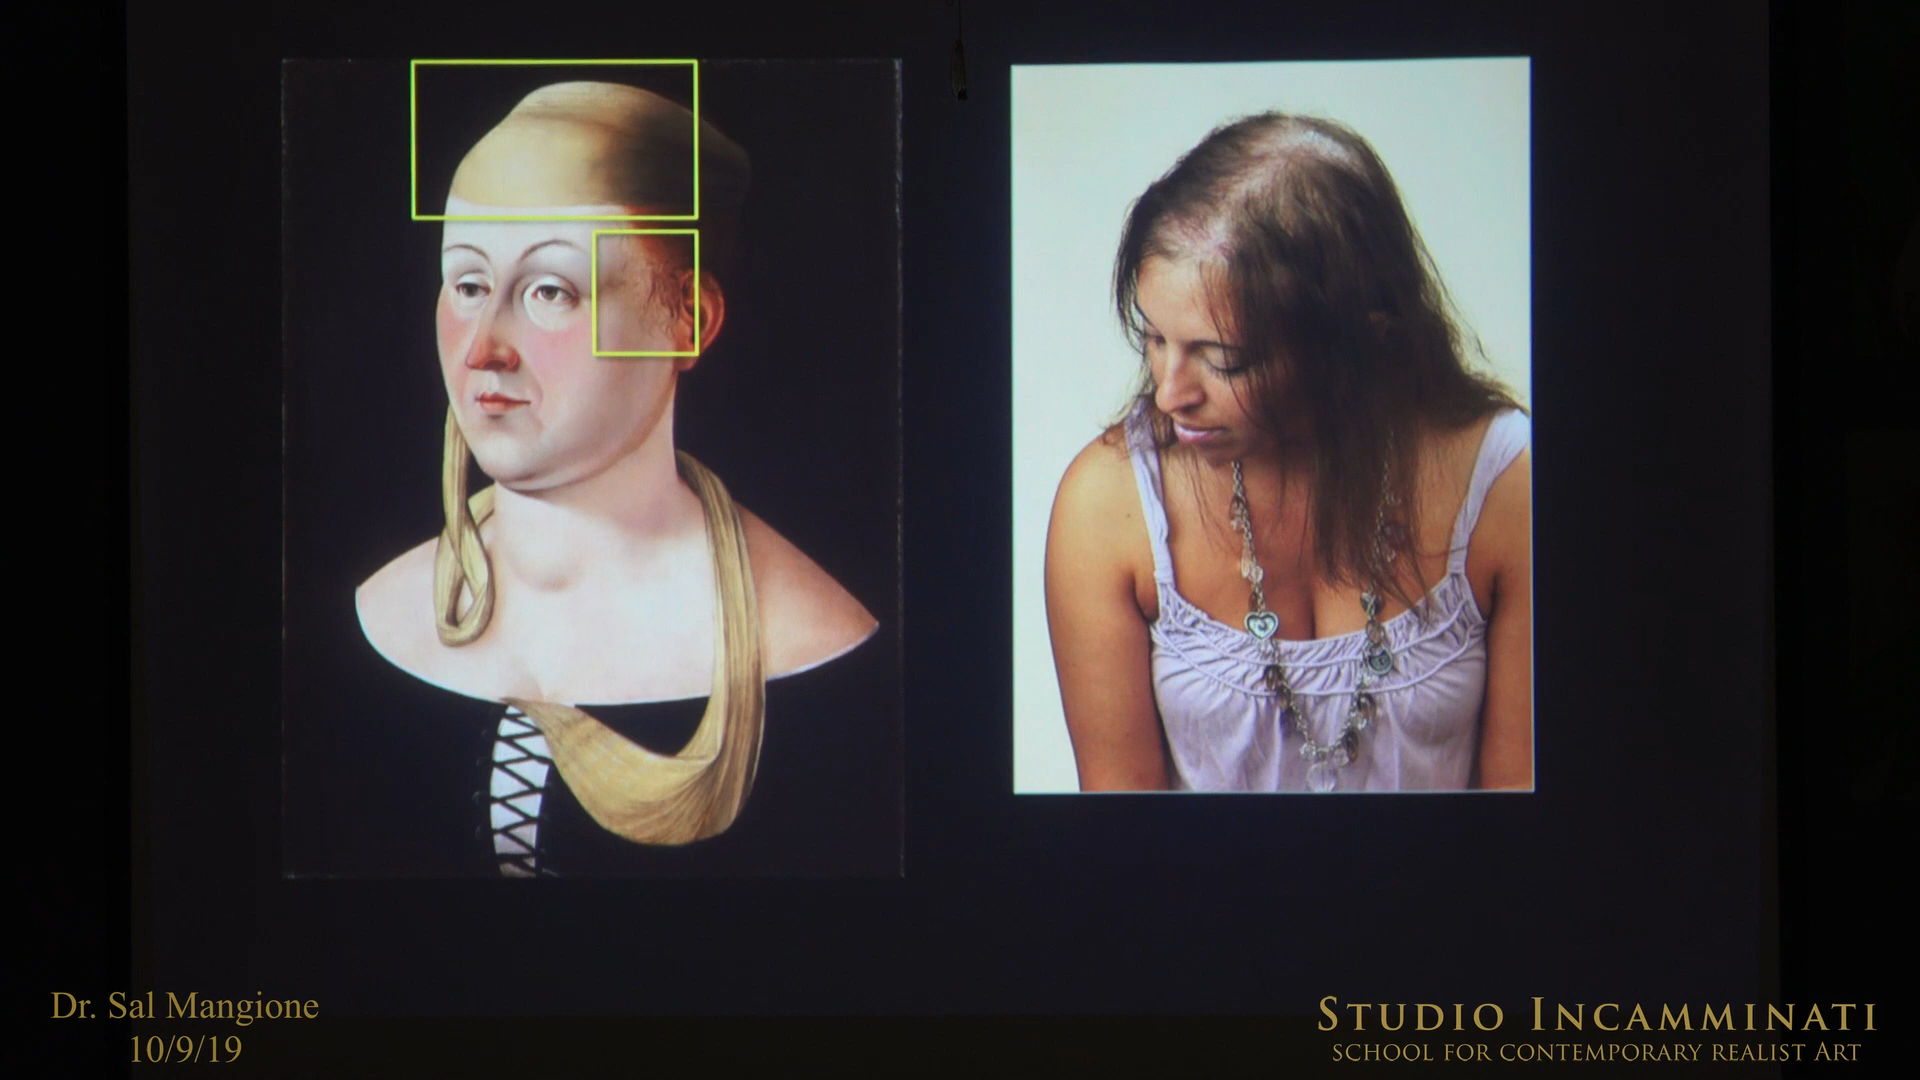 Dr. Sal Mangione
10/9/19
STUDIO INCAMMINATI
SCHOOL FOR CONTEMPORARY REALIST ART